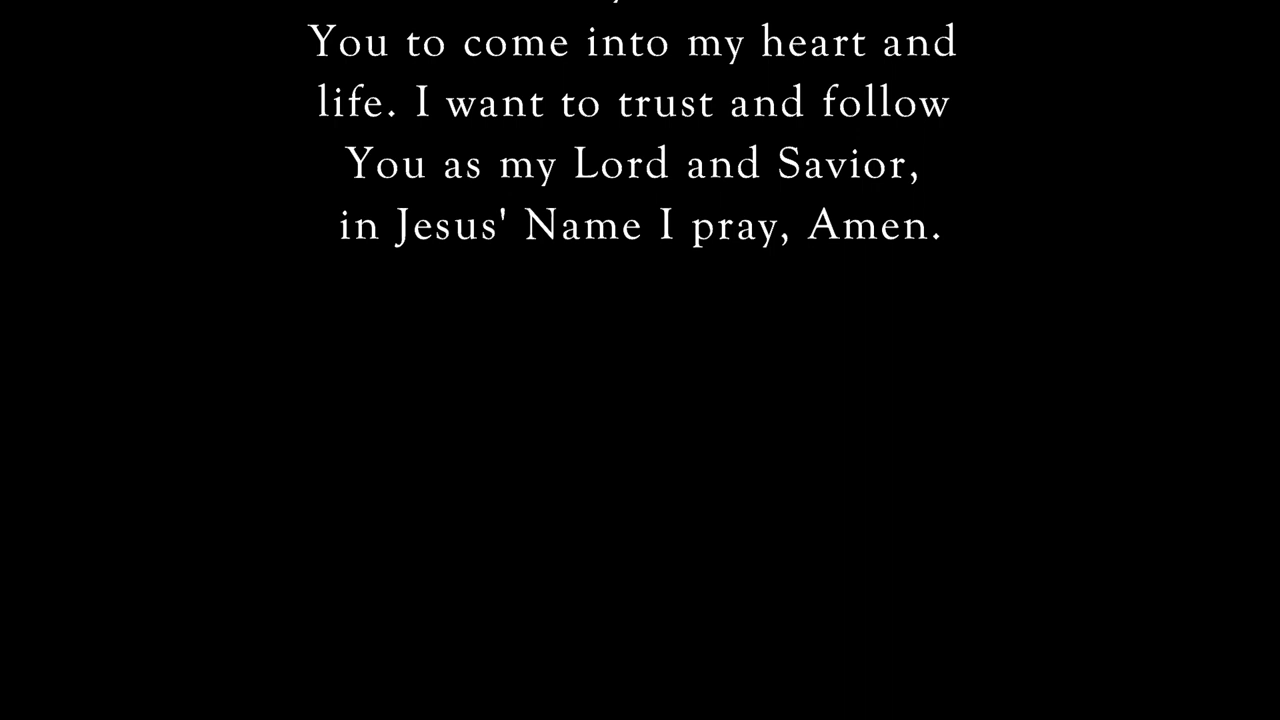 You to come into my heart and
life. I want to trust and follow
You as my Lord and Savior,
in Jesus' Name I pray, Amen.